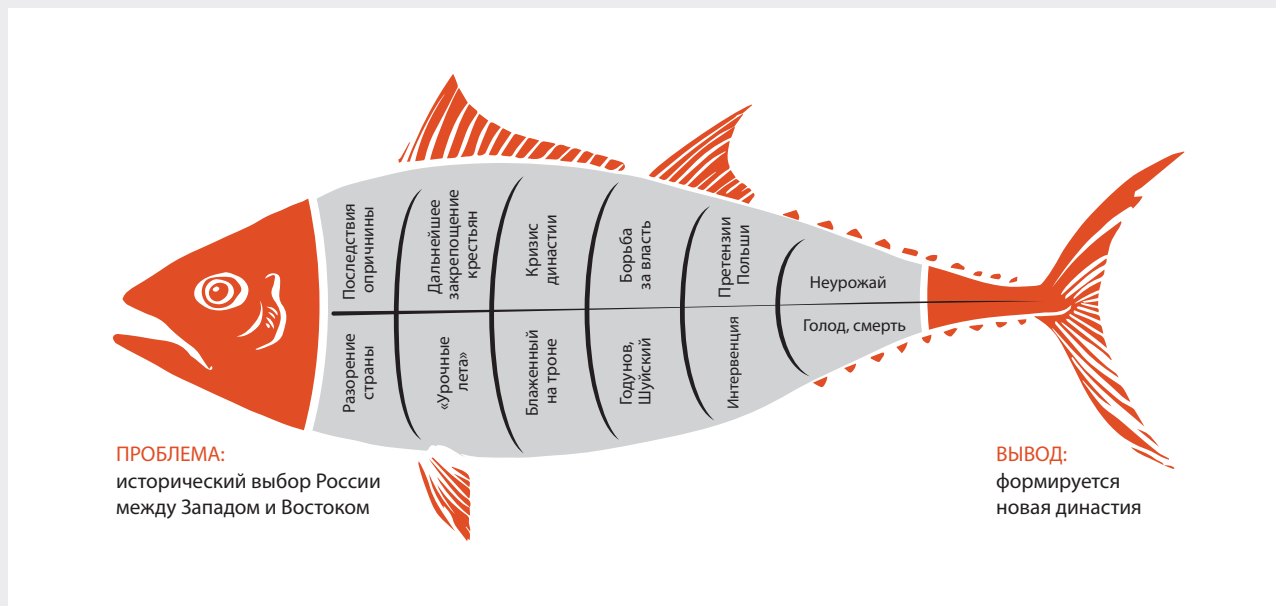 Последствия
опричнины
Дальнейшее
закрепощение
крестьян
Кризис
династии
Борьба
за власть
Претензии
Польши
Неурожай
Разорение
страны
«Урочные
лета»
Блаженный
на троне
Годунов,
Шуйский
Интервенция
Голод, смерть
ПРОБЛЕМА:
исторический выбор России
между Западом и Востоком
ВЫВОД:
формируется
новая династия